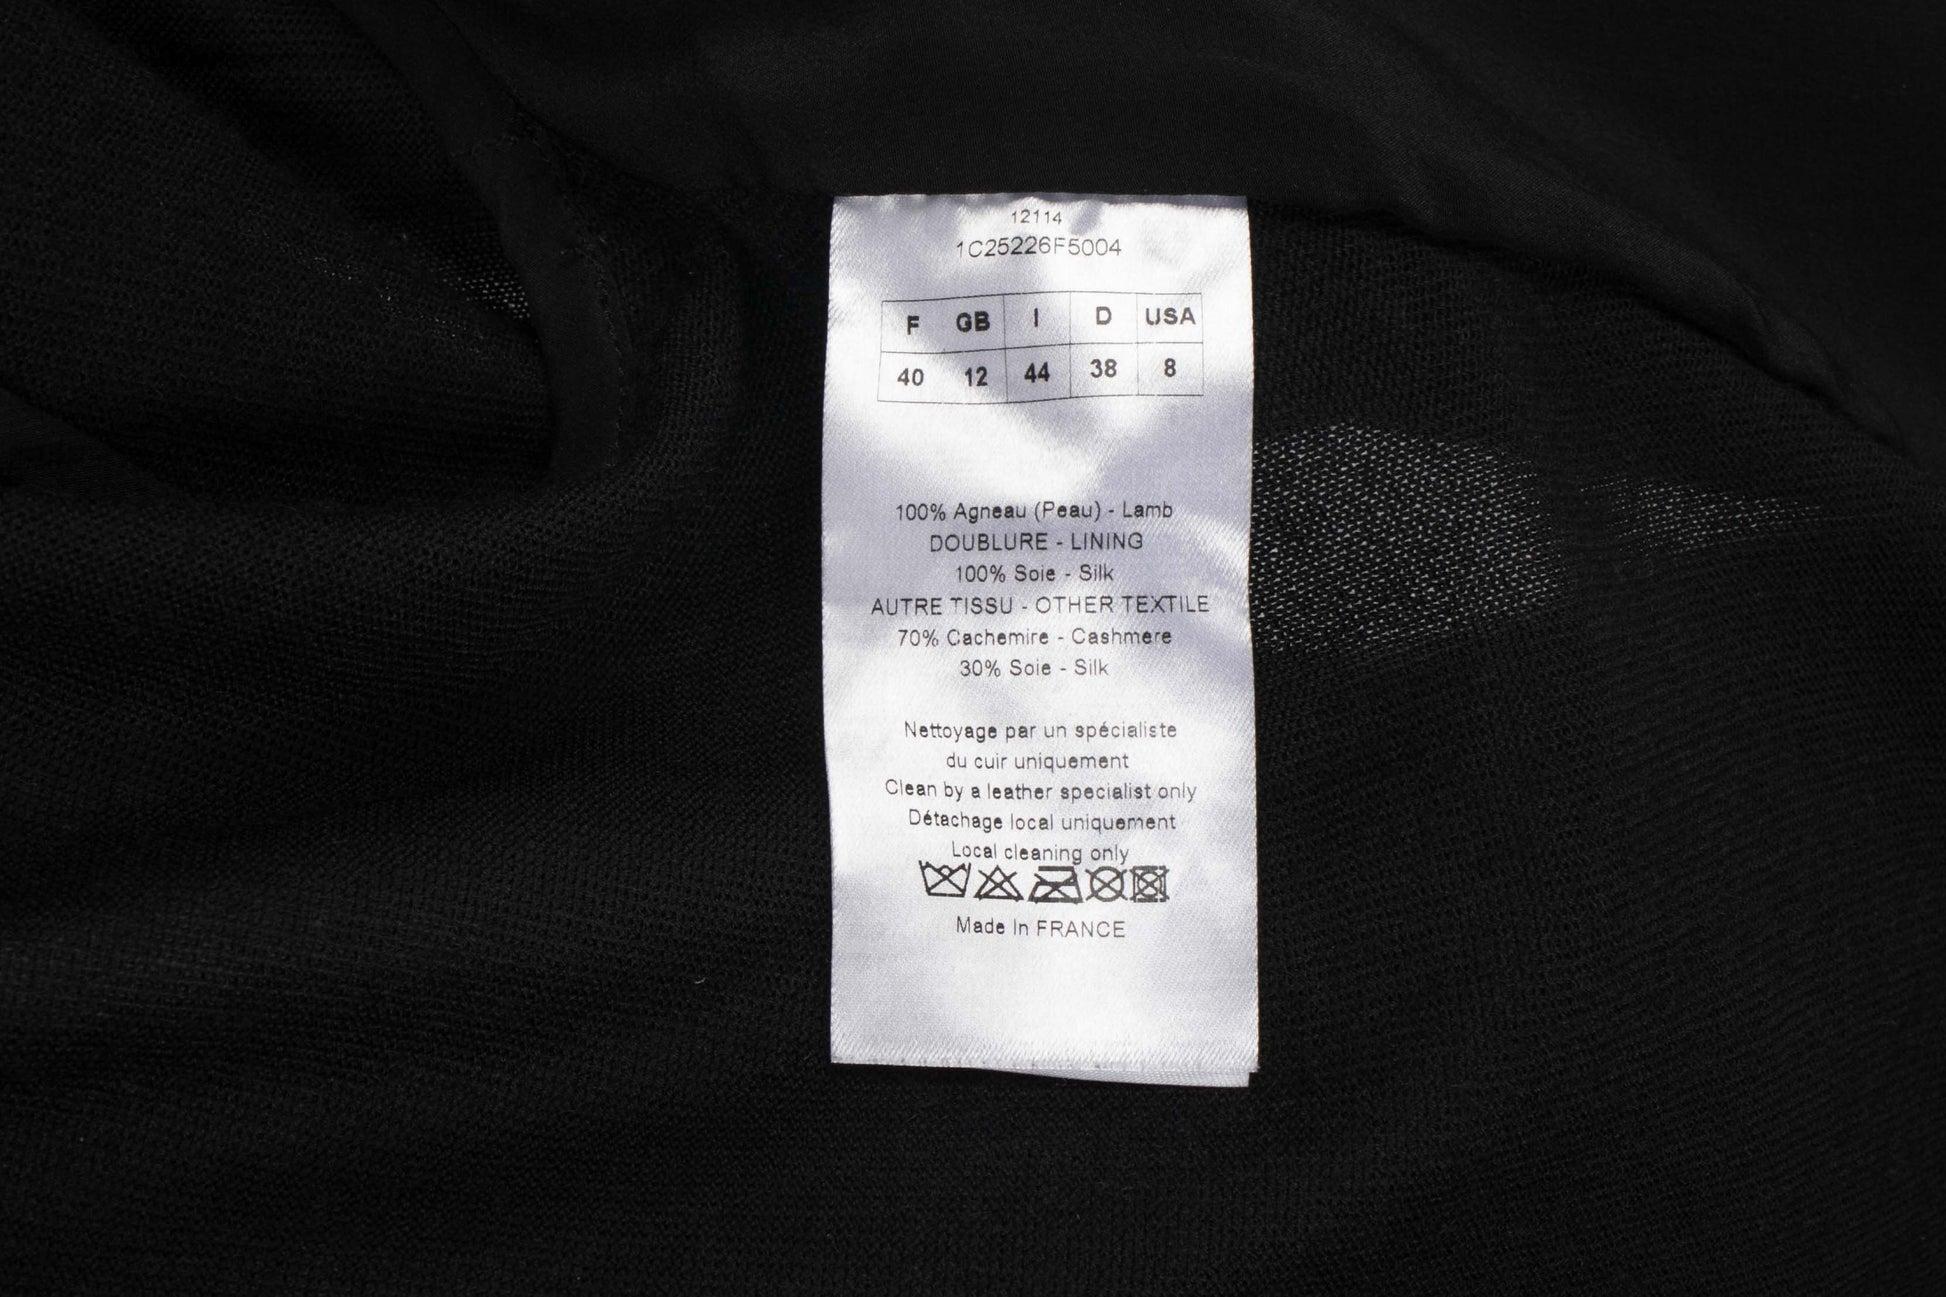 12114
1C25226F5004
F GB I D USA
40 12 44 38 8
100% Agneau (Peau) - Lamb
DOUBLURE - LINING
100% Soie - Silk
AUTRE TISSU - OTHER TEXTILE
70% Cachemire - Cashmere
30% Soie - Silk
Nettoyage par un spécialiste
du cuir uniquement
Clean by a leather specialist only
Détachage local uniquement
Local cleaning only
Made In FRANCE